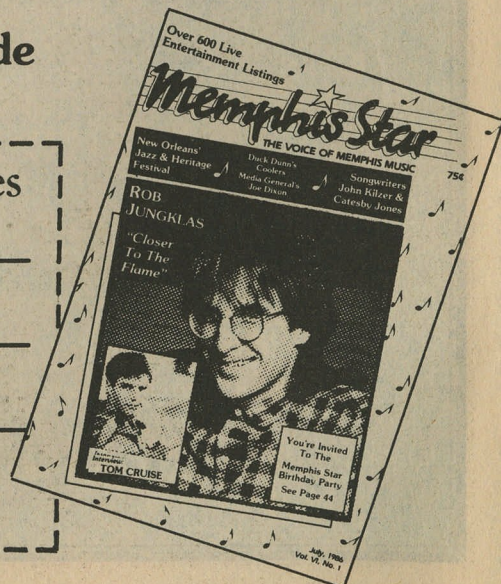 de
es
Over 600 Live
Entertainment Listings
Memphis Star
THE VOICE OF MEMPHIS MUSIC
75¢
New Orleans'
Jazz & Heritage
Festival
Duck Dunn's
Coolers
Media General's
Joe Dixon
Songwriters
John Kilzer &
Catesby Jones
ROB
JUNGKLAS
"Closer
To The
Flame"
Interview:
TOM CRUISE
You're Invited
To The
Memphis Star
Birthday Party
See Page 44
July, 1986
Vol. VI. No. 1